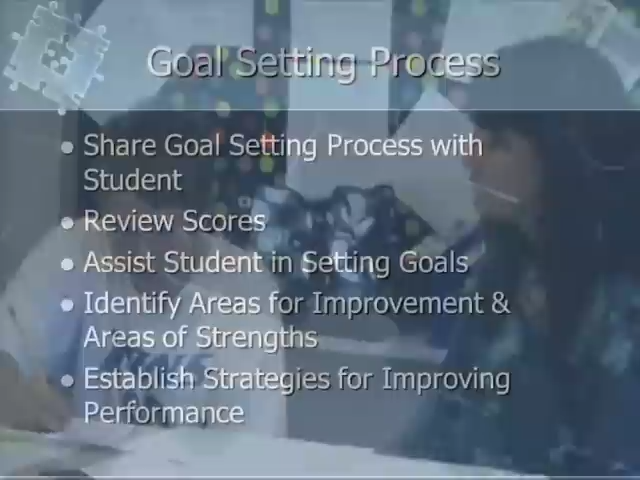 Goal Setting Process
Share Goal Setting Process with
Student
Review Scores
Assist Student in Setting Goals
Identify Areas for Improvement &
Areas of Strengths
Establish Strategies for Improving
Performance